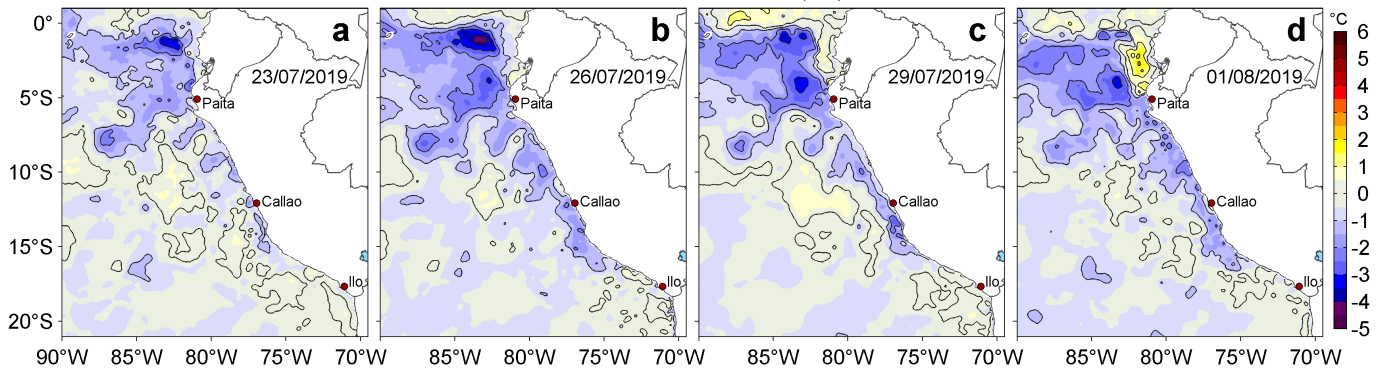 a b c d °C
0° 6
23/07/2019 26/07/2019 29/07/2019 01/08/2019 5
4
5°S Paita Paita Paita Paita 3
2
10°S 1
0
Callao Callao Callao Callao -1
15°S -2
-3
Ilo Ilo Ilo Ilo -4
20°S -5
90°W 85°W 80°W 75°W 70°W 85°W 80°W 75°W 70°W 85°W 80°W 75°W 70°W 85°W 80°W 75°W 70°W